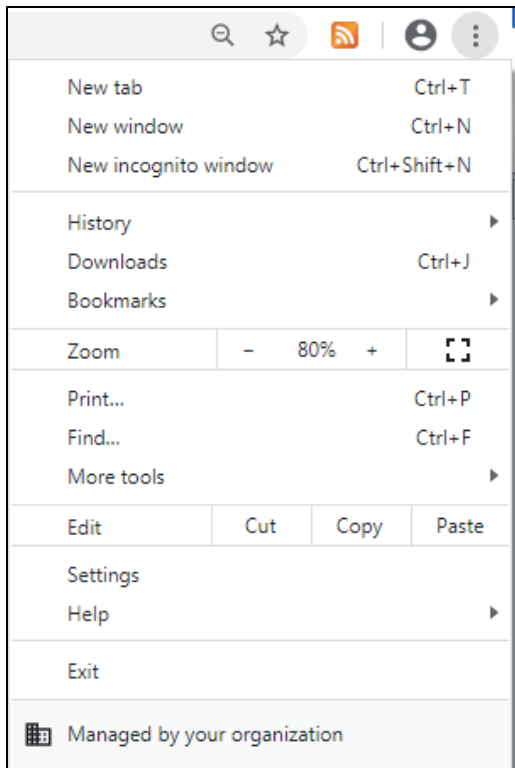 New tab Ctrl+T
New window Ctrl+N
New incognito window Ctrl+Shift+N
History
Downloads Ctrl+J
Bookmarks
Zoom - 80% +
Print... Ctrl+P
Find... Ctrl+F
More tools
Edit Cut Copy Paste
Settings
Help
Exit
Managed by your organization